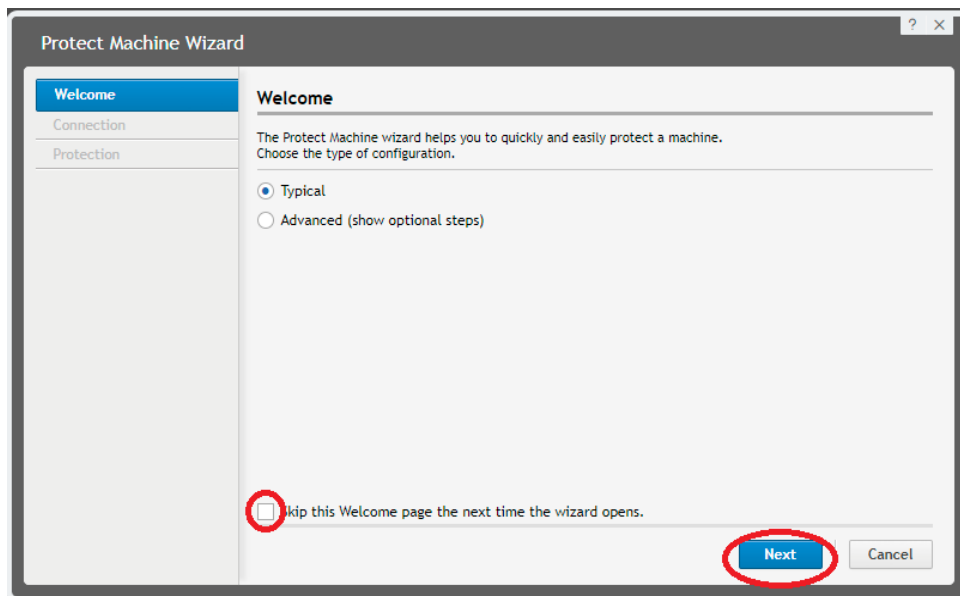 ? ×
Protect Machine Wizard
Welcome
Connection
Protection
Welcome
The Protect Machine wizard helps you to quickly and easily protect a machine.
Choose the type of configuration.
Typical
Advanced (show optional steps)
Skip this Welcome page the next time the wizard opens.
Next
Cancel